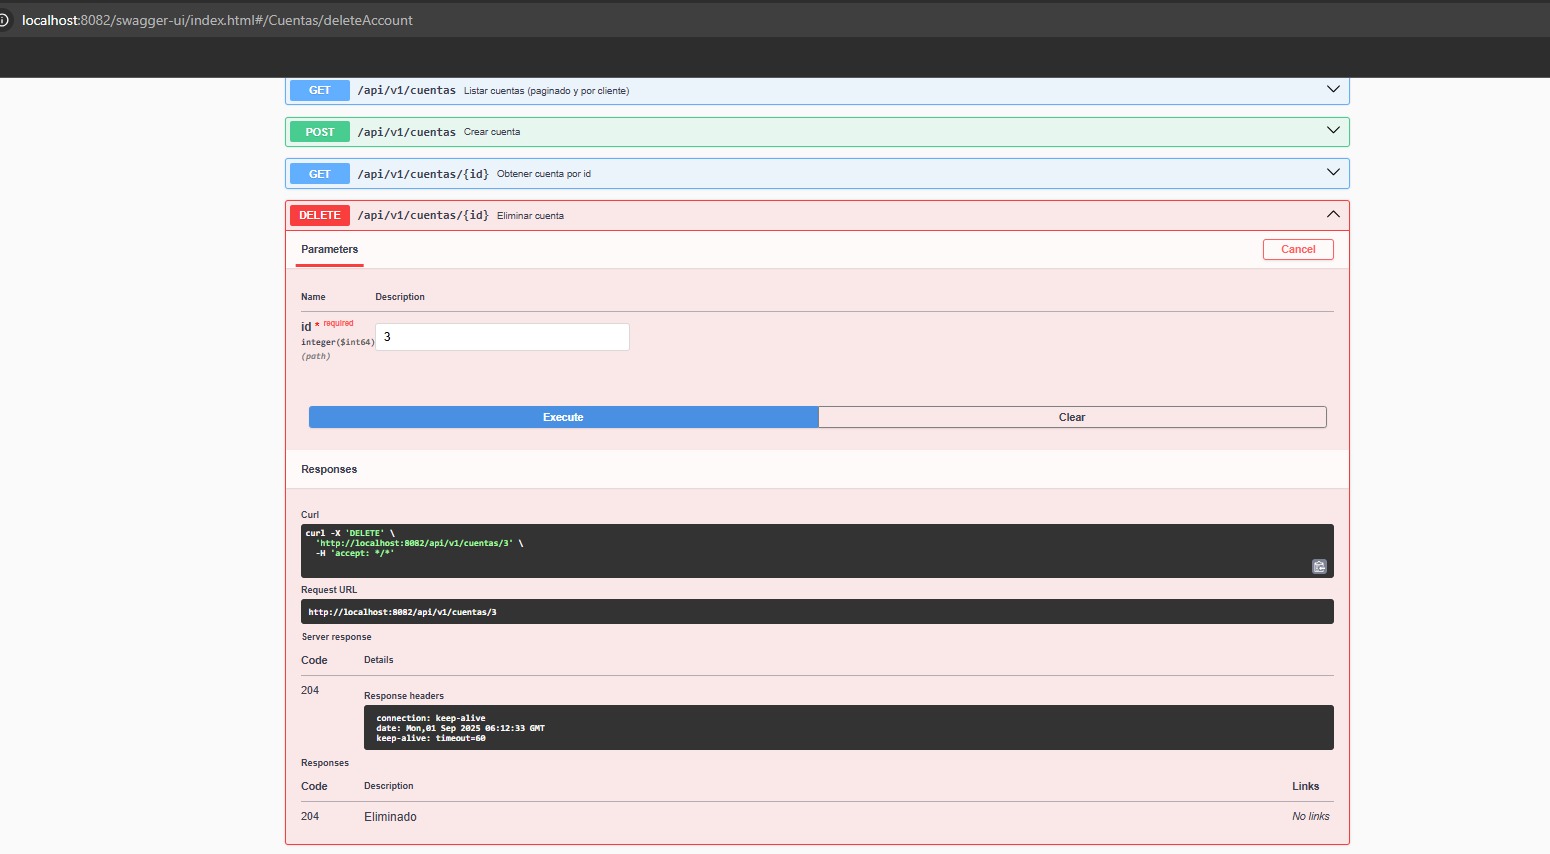 localhost:8082/swagger-ui/index.html#/Cuentas/deleteAccount
GET /api/v1/cuentas Listar cuentas (paginado y por cliente)
POST /api/v1/cuentas Crear cuenta
GET /api/v1/cuentas/{id} Obtener cuenta por id
DELETE /api/v1/cuentas/{id} Eliminar cuenta
Parameters Cancel
Name Description
id * required
integer($int64)
(path)
3
Execute Clear
Responses
Curl
curl -X 'DELETE' \
'http://localhost:8082/api/v1/cuentas/3' \
-H 'accept: */*'
Request URL
http://localhost:8082/api/v1/cuentas/3
Server response
Code Details
204
Response headers
connection: keep-alive
date: Mon,01 Sep 2025 06:12:33 GMT
keep-alive: timeout=60
Responses
Code Description Links
204 Eliminado No links